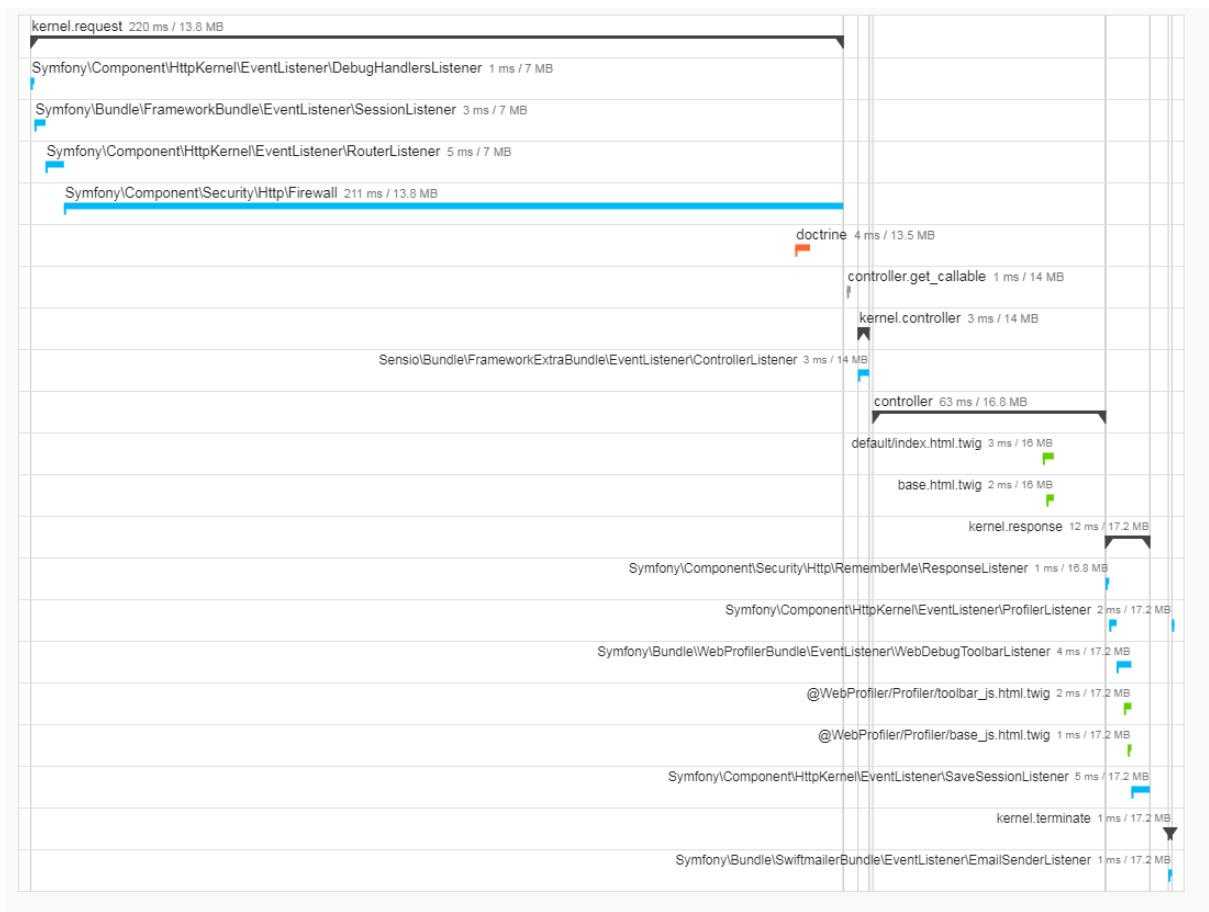 kernel.request 220 ms / 13.8 MB
Symfony\Component\HttpKernel\EventListener\DebugHandlersListener 1 ms / 7 MB
Symfony\Bundle\FrameworkBundle\EventListener\SessionListener 3 ms / 7 MB
Symfony\Component\HttpKernel\EventListener\RouterListener 5 ms / 7 MB
Symfony\Component\Security\Http\Firewall 211 ms / 13.8 MB
doctrine 4 ms / 13.5 MB
controller.get_callable 1 ms / 14 MB
kernel.controller 3 ms / 14 MB
Sensio\Bundle\FrameworkExtraBundle\EventListener\ControllerListener 3 ms / 14 MB
controller 63 ms / 16.8 MB
default/index.html.twig 3 ms / 16 MB
base.html.twig 2 ms / 16 MB
kernel.response 12 ms / 17.2 MB
Symfony\Component\Security\Http\RememberMe\ResponseListener 1 ms / 16.8 MB
Symfony\Component\HttpKernel\EventListener\ProfilerListener 2 ms / 17.2 MB
Symfony\Bundle\WebProfilerBundle\EventListener\WebDebugToolbarListener 4 ms / 17.2 MB
@WebProfiler/Profiler/toolbar_js.html.twig 2 ms / 17.2 MB
@WebProfiler/Profiler/base_js.html.twig 1 ms / 17.2 MB
Symfony\Component\HttpKernel\EventListener\SaveSessionListener 5 ms / 17.2 MB
kernel.terminate 1 ms / 17.2 MB
Symfony\Bundle\SwiftmailerBundle\EventListener\EmailSenderListener 1 ms / 17.2 MB